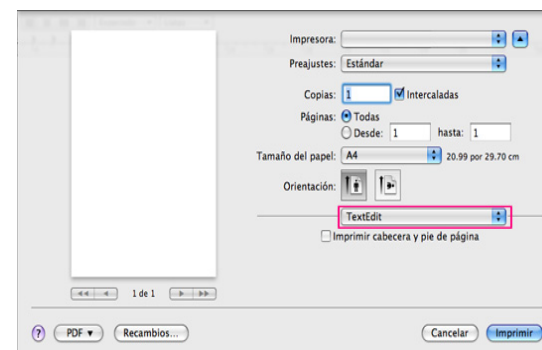 Impresora:
Preajustes: Estándar
Copias: 1 Intercaladas
Páginas: Todas
Desde: 1 hasta: 1
Tamaño del papel: A4 20.99 por 29.70 cm
Orientación:
TextEdit
Imprimir cabecera y pie de página
1 de 1
? PDF Recambios... Cancelar Imprimir